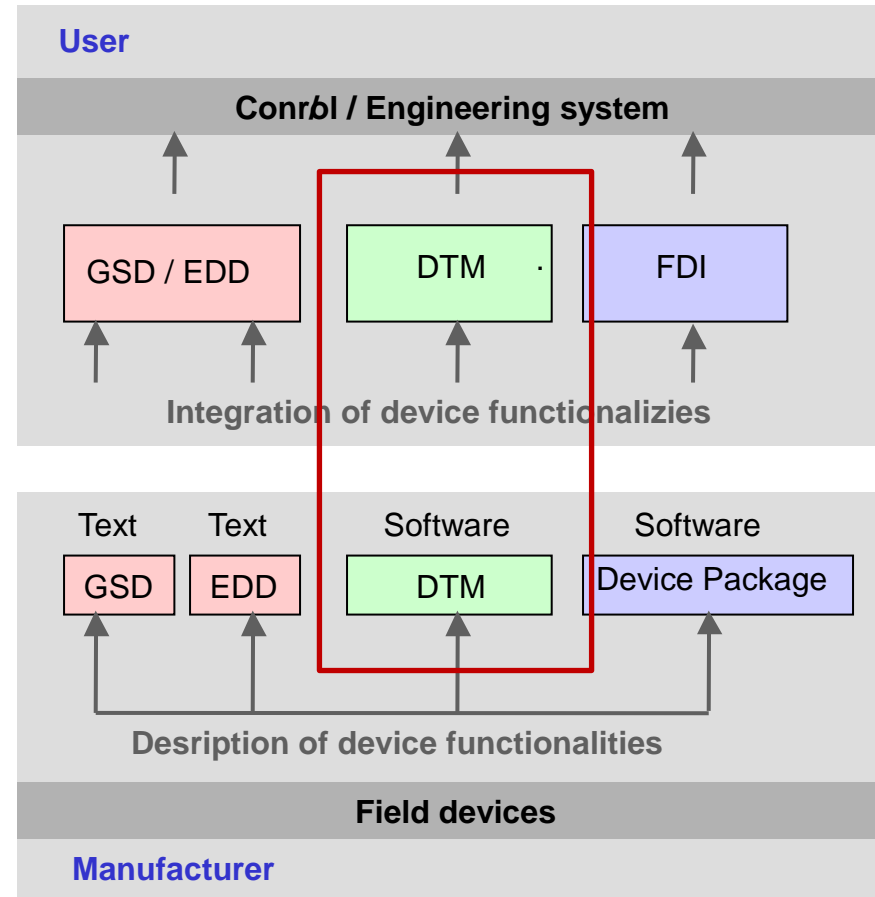 User
Conrbl / Engineering system
GSD / EDD
DTM .
FDI
Integration of device functionalizies
Text Text Software Software
GSD EDD DTM Device Package
Desription of device functionalities
Field devices
Manufacturer